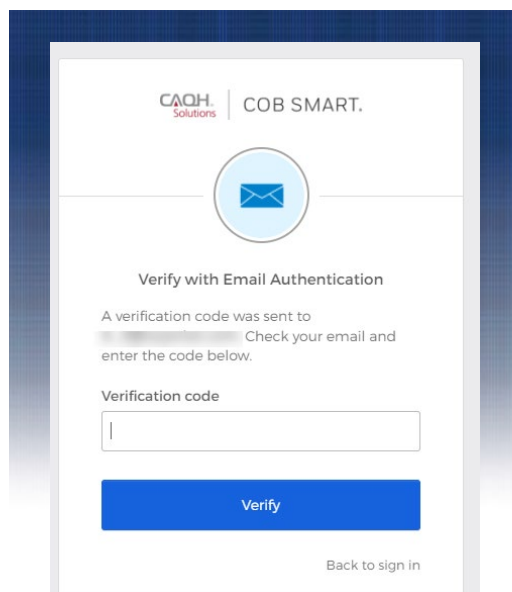 CAQH. COB SMART.
Solutions
Verify with Email Authentication
A verification code was sent to
Check your email and
enter the code below.
Verification code
Verify
Back to sign in